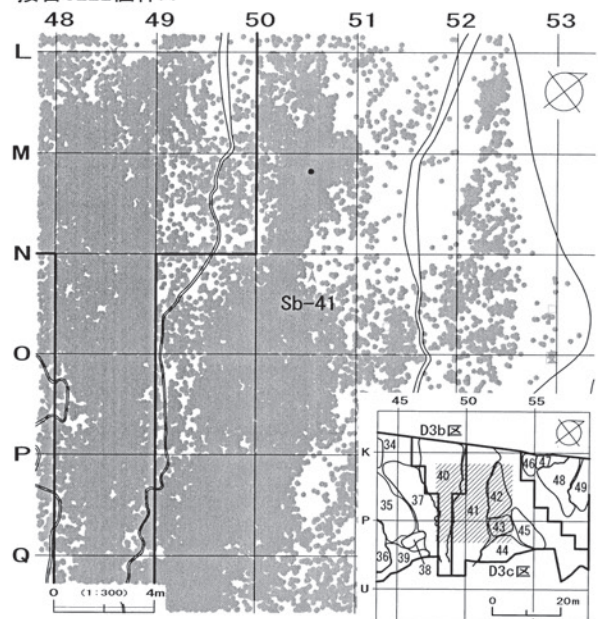 48 49 50 51 52 53
L
M
N
Sb-41
O
P
Q
0 (1:300) 4m
45 50 55
D3b区
K
34 40 46 47
48 49
35 37 41 42
P
43 45
36 39 44
38 D3c区
U
0 20m